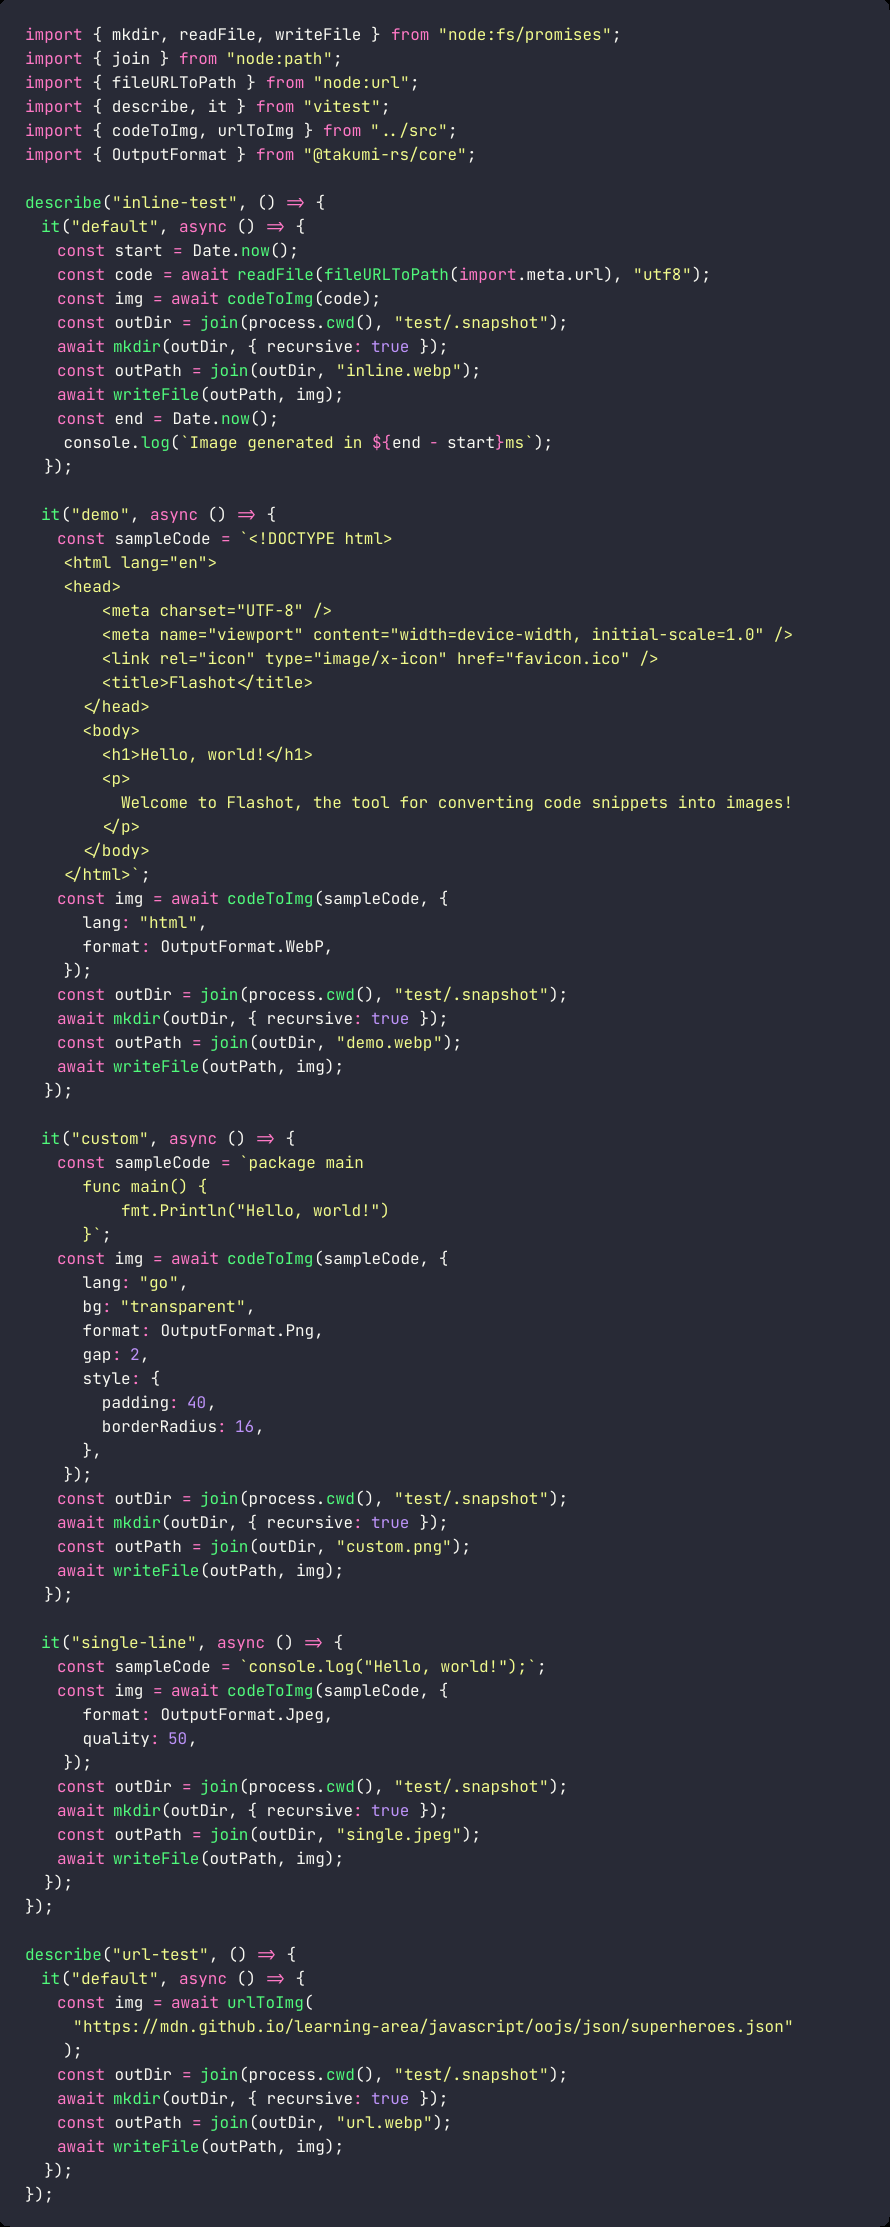 import { mkdir, readFile, writeFile } from "node:fs/promises";
import { join } from "node:path";
import { fileURLToPath } from "node:url";
import { describe, it } from "vitest";
import { codeToImg, urlToImg } from "../src";
import { OutputFormat } from "@takumi-rs/core";

describe("inline-test", () => {
  it("default", async () => {
    const start = Date.now();
    const code = await readFile(fileURLToPath(import.meta.url), "utf8");
    const img = await codeToImg(code);
    const outDir = join(process.cwd(), "test/.snapshot");
    await mkdir(outDir, { recursive: true });
    const outPath = join(outDir, "inline.webp");
    await writeFile(outPath, img);
    const end = Date.now();
    console.log(`Image generated in ${end - start}ms`);
  });

  it("demo", async () => {
    const sampleCode = `<!DOCTYPE html>
    <html lang="en">
    <head>
        <meta charset="UTF-8" />
        <meta name="viewport" content="width=device-width, initial-scale=1.0" />
        <link rel="icon" type="image/x-icon" href="favicon.ico" />
        <title>Flashot</title>
      </head>
      <body>
        <h1>Hello, world!</h1>
        <p>
          Welcome to Flashot, the tool for converting code snippets into images!
        </p>
      </body>
    </html>`;
    const img = await codeToImg(sampleCode, {
      lang: "html",
      format: OutputFormat.WebP,
    });
    const outDir = join(process.cwd(), "test/.snapshot");
    await mkdir(outDir, { recursive: true });
    const outPath = join(outDir, "demo.webp");
    await writeFile(outPath, img);
  });

  it("custom", async () => {
    const sampleCode = `package main
      func main() {
          fmt.Println("Hello, world!")
      }`;
    const img = await codeToImg(sampleCode, {
      lang: "go",
      bg: "transparent",
      format: OutputFormat.Png,
      gap: 2,
      style: {
        padding: 40,
        borderRadius: 16,
      },
    });
    const outDir = join(process.cwd(), "test/.snapshot");
    await mkdir(outDir, { recursive: true });
    const outPath = join(outDir, "custom.png");
    await writeFile(outPath, img);
  });

  it("single-line", async () => {
    const sampleCode = `console.log("Hello, world!");`;
    const img = await codeToImg(sampleCode, {
      format: OutputFormat.Jpeg,
      quality: 50,
    });
    const outDir = join(process.cwd(), "test/.snapshot");
    await mkdir(outDir, { recursive: true });
    const outPath = join(outDir, "single.jpeg");
    await writeFile(outPath, img);
  });
});

describe("url-test", () => {
  it("default", async () => {
    const img = await urlToImg(
      "https://mdn.github.io/learning-area/javascript/oojs/json/superheroes.json"
    );
    const outDir = join(process.cwd(), "test/.snapshot");
    await mkdir(outDir, { recursive: true });
    const outPath = join(outDir, "url.webp");
    await writeFile(outPath, img);
  });
});